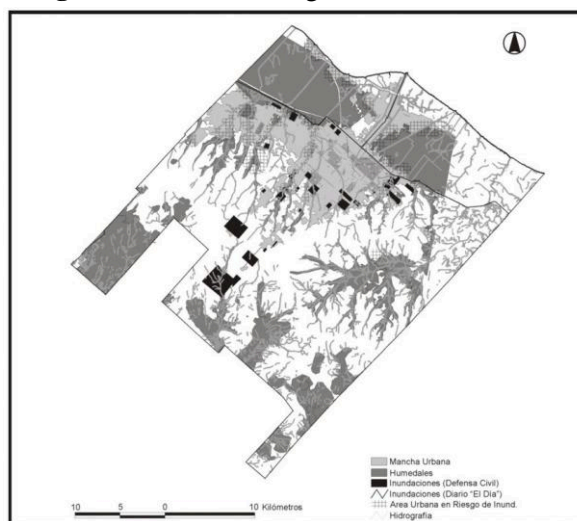 Mancha Urbana
Humedales
Inundaciones (Defensa Civil)
Inundaciones (Diario "El Día")
Area Urbana en Riesgo de Inund.
Hidrografía
10 5 0 10 Kilómetros